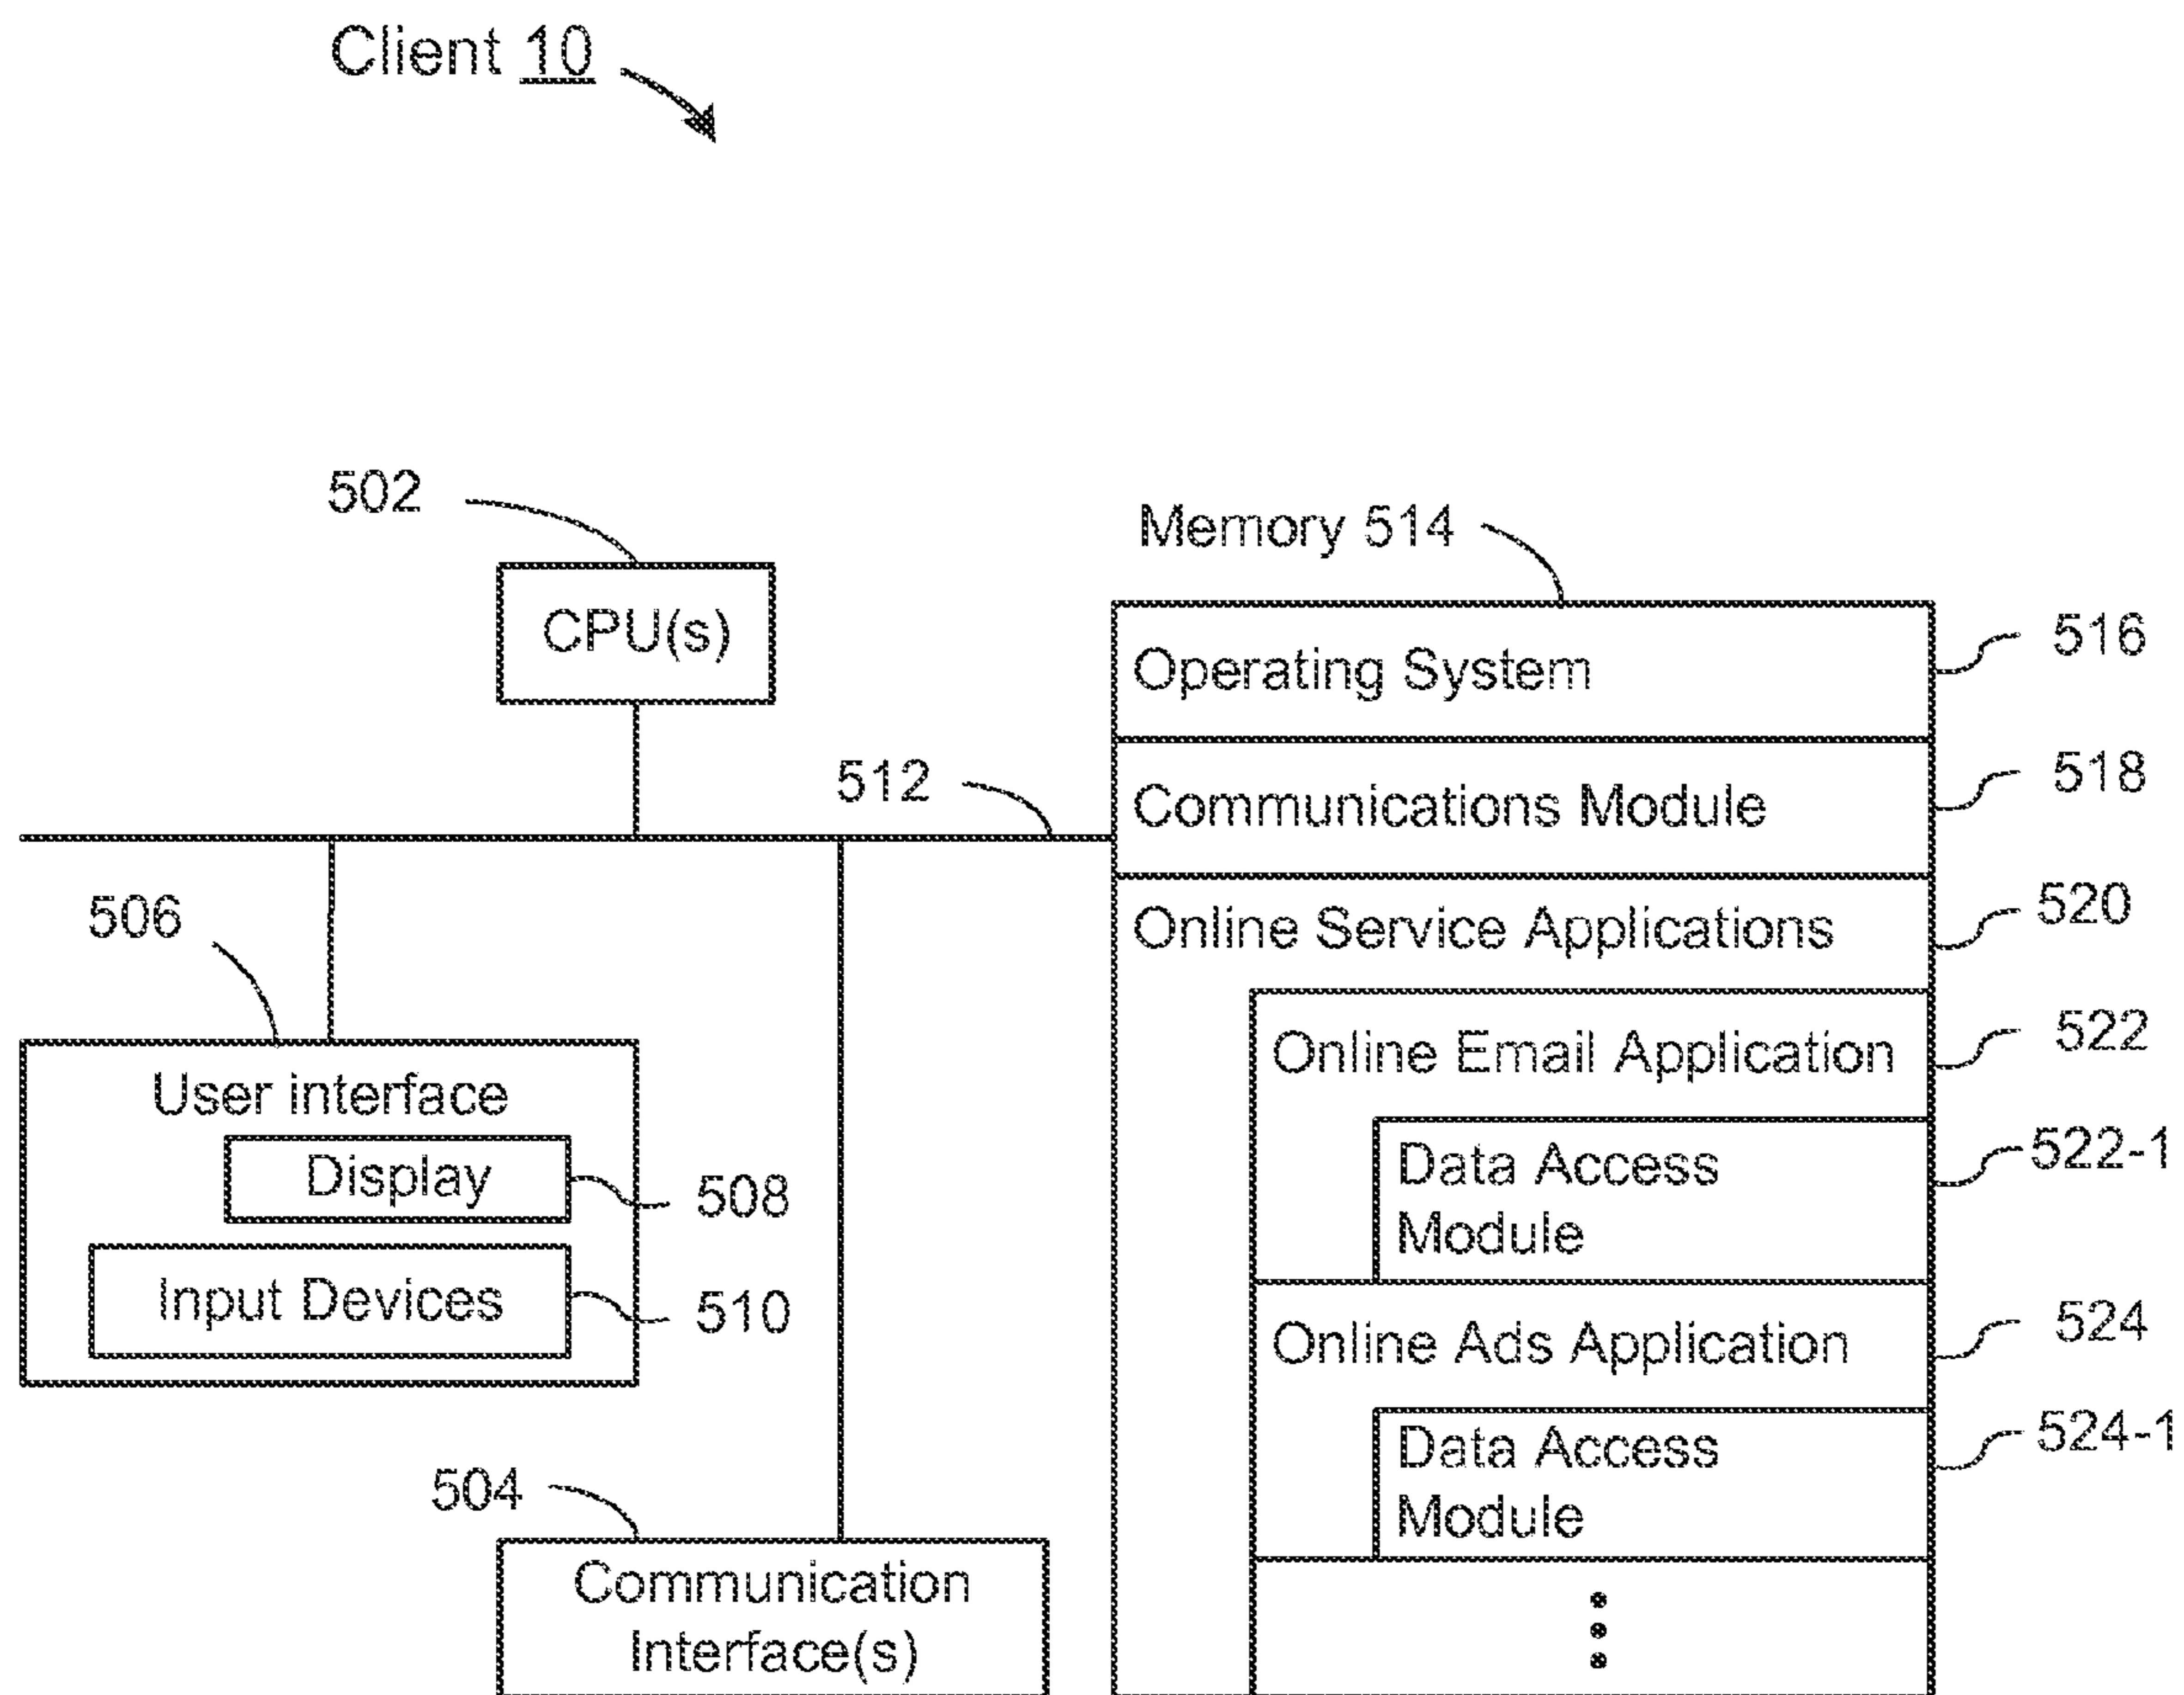 Client 10
502
CPU(s)
512
506
User interface
Display
508
Input Devices
510
504
Communication
Interface(s)
Memory 514
Operating System
516
Communications Module
518
Online Service Applications
520
Online Email Application
522
Data Access
Module
522-1
Online Ads Application
524
Data Access
Module
524-1